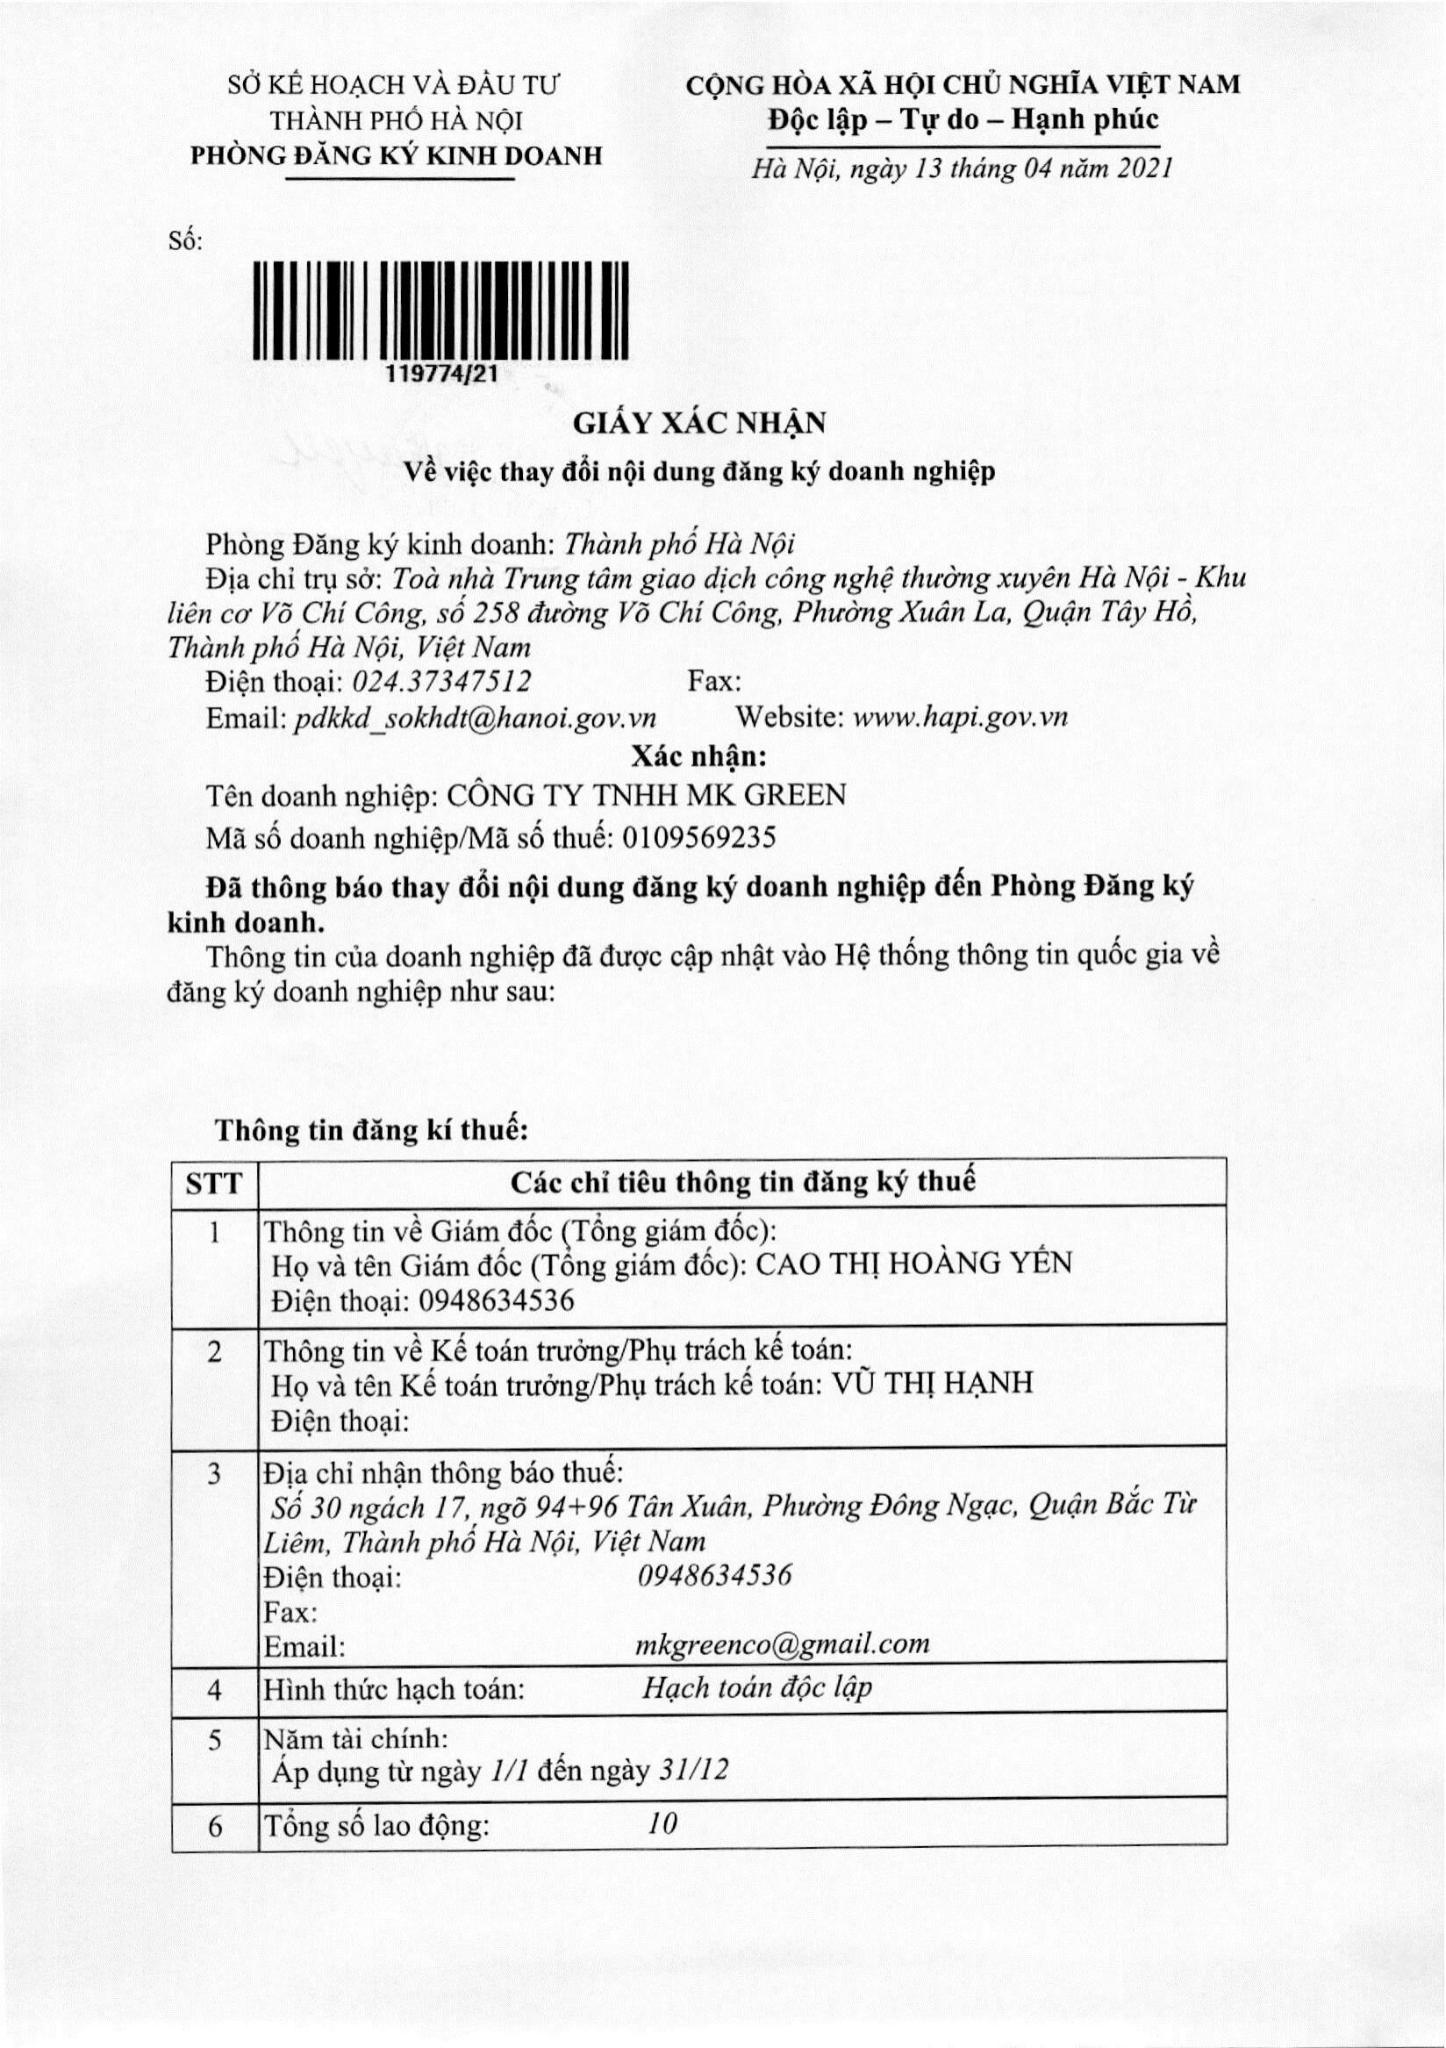 SỞ KẾ HOẠCH VÀ ĐẦU TƯ
THÀNH PHỐ HÀ NỘI
PHÒNG ĐĂNG KÝ KINH DOANH
CỘNG HÒA XÃ HỘI CHỦ NGHĨA VIỆT NAM
Độc lập – Tự do – Hạnh phúc
Hà Nội, ngày 13 tháng 04 năm 2021
Số:
119774/21
GIẤY XÁC NHẬN
Về việc thay đổi nội dung đăng ký doanh nghiệp
Phòng Đăng ký kinh doanh: Thành phố Hà Nội
Địa chỉ trụ sở: Toà nhà Trung tâm giao dịch công nghệ thường xuyên Hà Nội - Khu
liên cơ Võ Chí Công, số 258 đường Võ Chí Công, Phường Xuân La, Quận Tây Hồ,
Thành phố Hà Nội, Việt Nam
Điện thoại: 024.37347512 Fax:
Email: pdkkd_sokhdt@hanoi.gov.vn Website: www.hapi.gov.vn
Xác nhận:
Tên doanh nghiệp: CÔNG TY TNHH MK GREEN
Mã số doanh nghiệp/Mã số thuế: 0109569235
Đã thông báo thay đổi nội dung đăng ký doanh nghiệp đến Phòng Đăng ký
kinh doanh.
Thông tin của doanh nghiệp đã được cập nhật vào Hệ thống thông tin quốc gia về
đăng ký doanh nghiệp như sau:
Thông tin đăng kí thuế:
STT Các chỉ tiêu thông tin đăng ký thuế
1 Thông tin về Giám đốc (Tổng giám đốc):
Họ và tên Giám đốc (Tổng giám đốc): CAO THỊ HOÀNG YẾN
Điện thoại: 0948634536
2 Thông tin về Kế toán trưởng/Phụ trách kế toán:
Họ và tên Kế toán trưởng/Phụ trách kế toán: VŨ THỊ HẠNH
Điện thoại:
3 Địa chỉ nhận thông báo thuế:
Số 30 ngách 17, ngõ 94+96 Tân Xuân, Phường Đông Ngạc, Quận Bắc Từ
Liêm, Thành phố Hà Nội, Việt Nam
Điện thoại: 0948634536
Fax:
Email: mkgreenco@gmail.com
4 Hình thức hạch toán: Hạch toán độc lập
5 Năm tài chính:
Áp dụng từ ngày 1/1 đến ngày 31/12
6 Tổng số lao động: 10